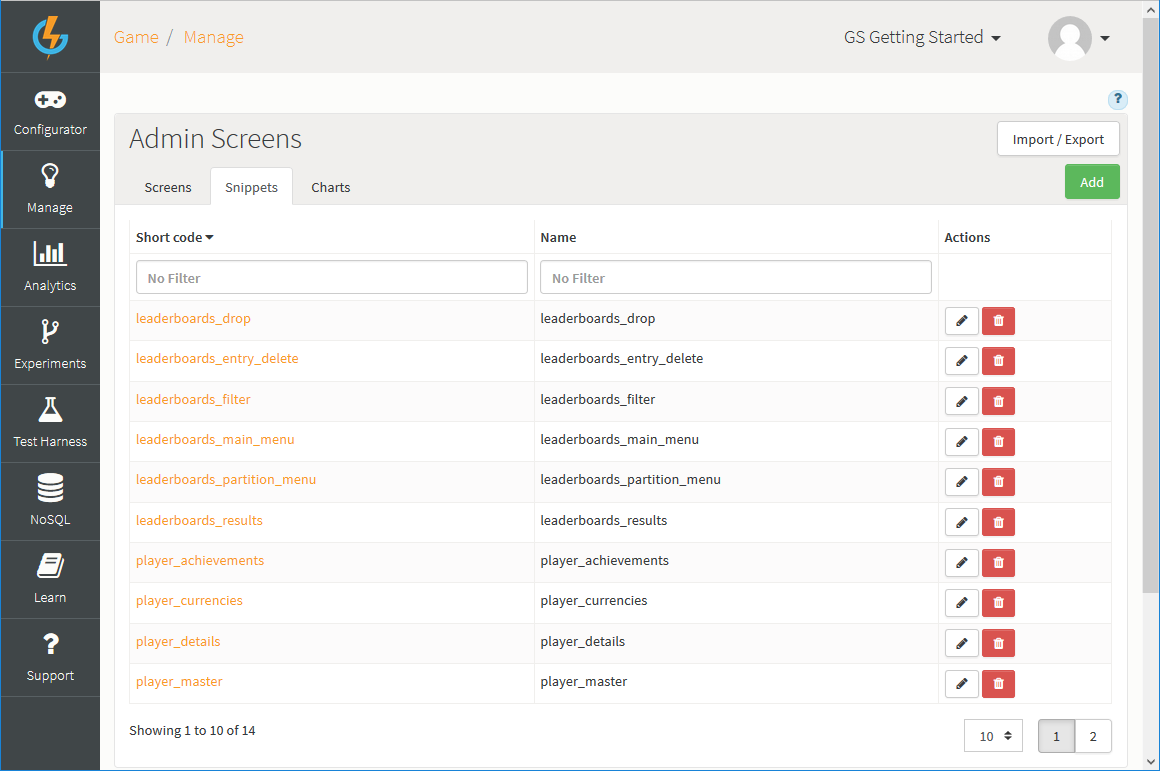 Game / Manage
GS Getting Started
?
Configurator
Manage
Analytics
Experiments
Test Harness
NoSQL
Learn
Support
Admin Screens
Import / Export
Screens Snippets Charts
Add
Short code Name Actions
No Filter No Filter
leaderboards_drop leaderboards_drop
leaderboards_entry_delete leaderboards_entry_delete
leaderboards_filter leaderboards_filter
leaderboards_main_menu leaderboards_main_menu
leaderboards_partition_menu leaderboards_partition_menu
leaderboards_results leaderboards_results
player_achievements player_achievements
player_currencies player_currencies
player_details player_details
player_master player_master
Showing 1 to 10 of 14
10 1 2